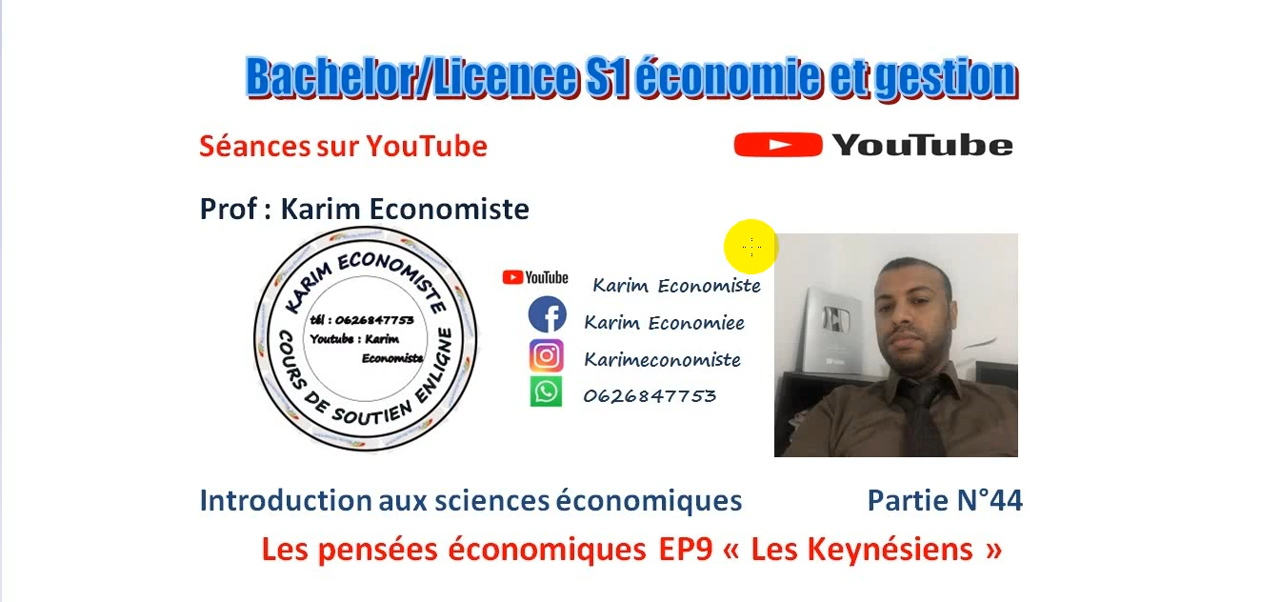 Bachelor/Licence S1 économie et gestion
Séances sur YouTube
YouTube
Prof : Karim Economiste
KARIM ECONOMISTE
tél : 0626847753
Youtube : Karim
Economiste
COURS DE SOUTIEN ENLIGNE
YouTube Karim Economiste
Karim Economiee
Karimeconomiste
0626847753
Introduction aux sciences économiques Partie N°44
Les pensées économiques EP9 « Les Keynésiens »